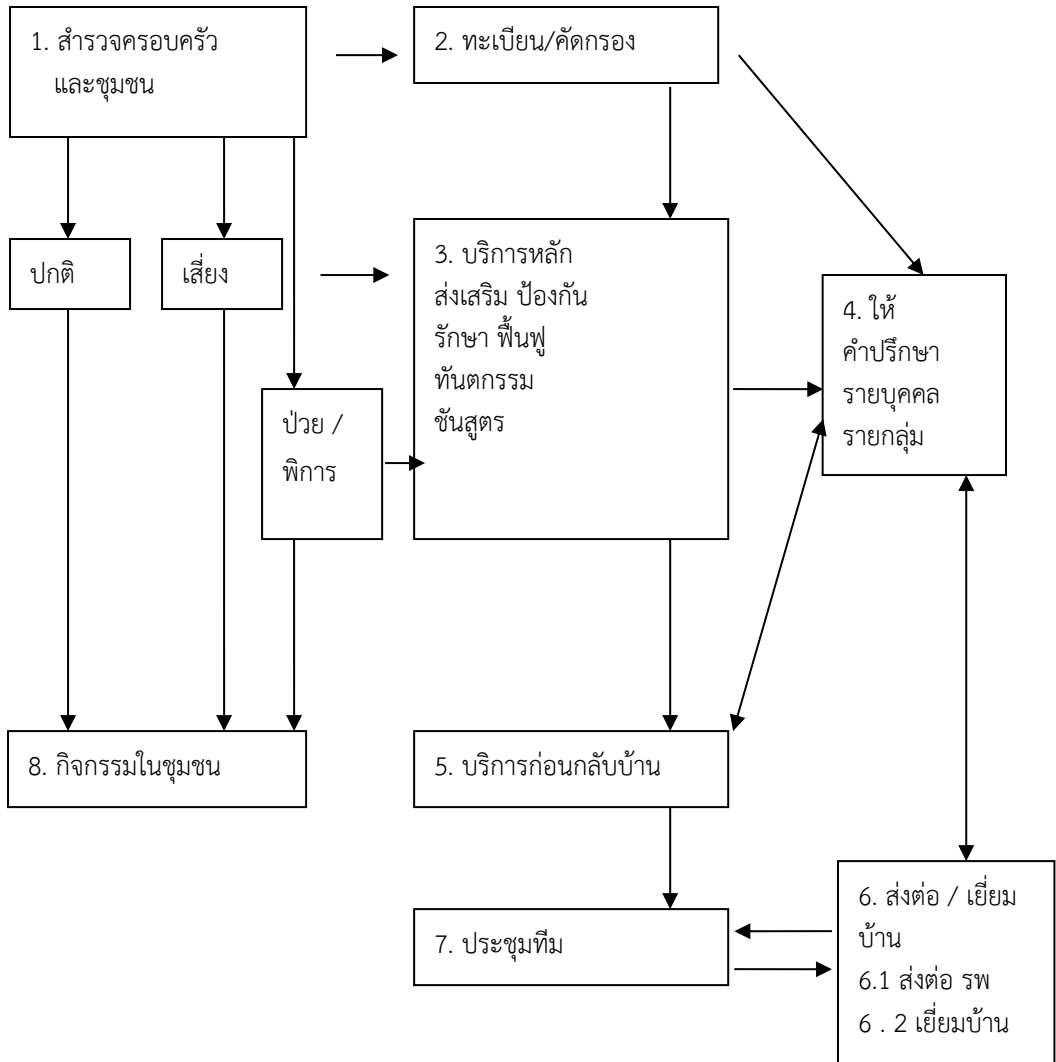 1. สำรวจครอบครัว
และชุมชน
2. ทะเบียน/คัดกรอง
ปกติ
เสี่ยง
3. บริการหลัก
ส่งเสริม ป้องกัน
รักษา ฟื้นฟู
ทันตกรรม
ชันสูตร
4. ให้
คำปรึกษา
รายบุคคล
รายกลุ่ม
ป่วย /
พิการ
8. กิจกรรมในชุมชน
5. บริการก่อนกลับบ้าน
7. ประชุมทีม
6. ส่งต่อ / เยี่ยม
บ้าน
6.1 ส่งต่อ รพ
6 . 2 เยี่ยมบ้าน